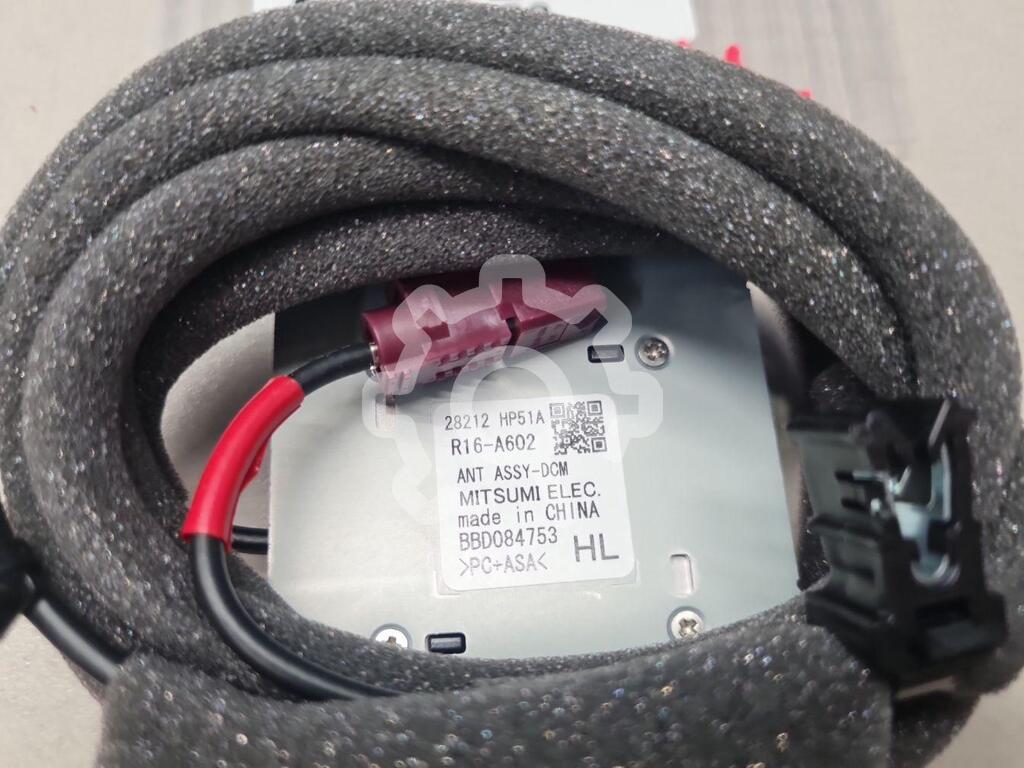 28212 HP51A
R16-A602
ANT ASSY-DCM
MITSUMI ELEC.
made in CHINA
BBD084753
>PC+ASA<
HL